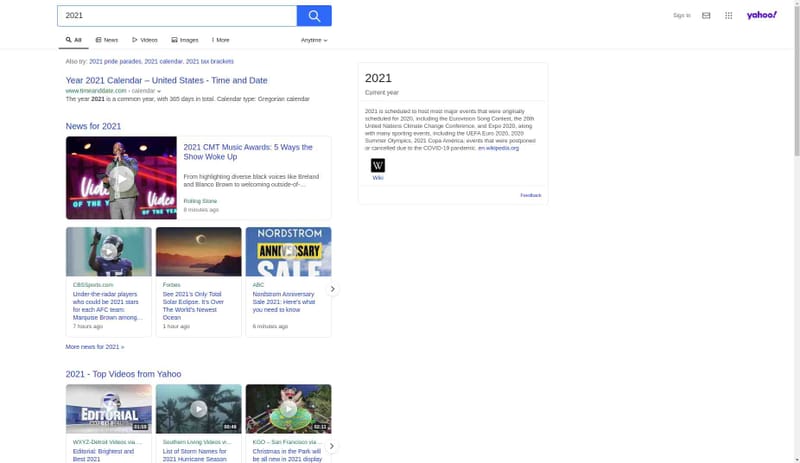 2021
Sign in
yahoo!
All
News
Videos
Images
More
Anytime
Also try: 2021 pride parades, 2021 calendar, 2021 tax brackets
Year 2021 Calendar – United States - Time and Date
www.timeanddate.com › calendar
The year 2021 is a common year, with 365 days in total. Calendar type: Gregorian calendar
News for 2021
Video
OF THE Y
Video
OF THE YEA
2021 CMT Music Awards: 5 Ways the
Show Woke Up
From highlighting diverse black voices like Breland
and Blanco Brown to welcoming outside-of-...
Rolling Stone
8 minutes ago
CBSSports.com
Under-the-radar players
who could be 2021 stars
for each AFC team:
Marquise Brown among...
7 hours ago
Forbes
See 2021's Only Total
Solar Eclipse. It's Over
The World's Newest
Ocean
1 hour ago
NORDSTROM
ANNIVERSARY
SALE
ABC
Nordstrom Anniversary
Sale 2021: Here's what
you need to know
6 minutes ago
More news for 2021 »
2021 - Top Videos from Yahoo
EDITORIAL
01:59
WXYZ-Detroit Videos via ...
Editorial: Brightest and
Best 2021
00:46
Southern Living Videos vi...
List of Storm Names for
2021 Hurricane Season
02:11
KGO – San Francisco via ...
Christmas in the Park will
be all new in 2021 display
2021
Current year
2021 is scheduled to host most major events that were originally
scheduled for 2020, including the Eurovision Song Contest, the 26th
United Nations Climate Change Conference, and Expo 2020, along
with many sporting events, including the UEFA Euro 2020, 2020
Summer Olympics, 2021 Copa América; events that were postponed
or cancelled due to the COVID-19 pandemic. en.wikipedia.org
W
Wiki
Feedback